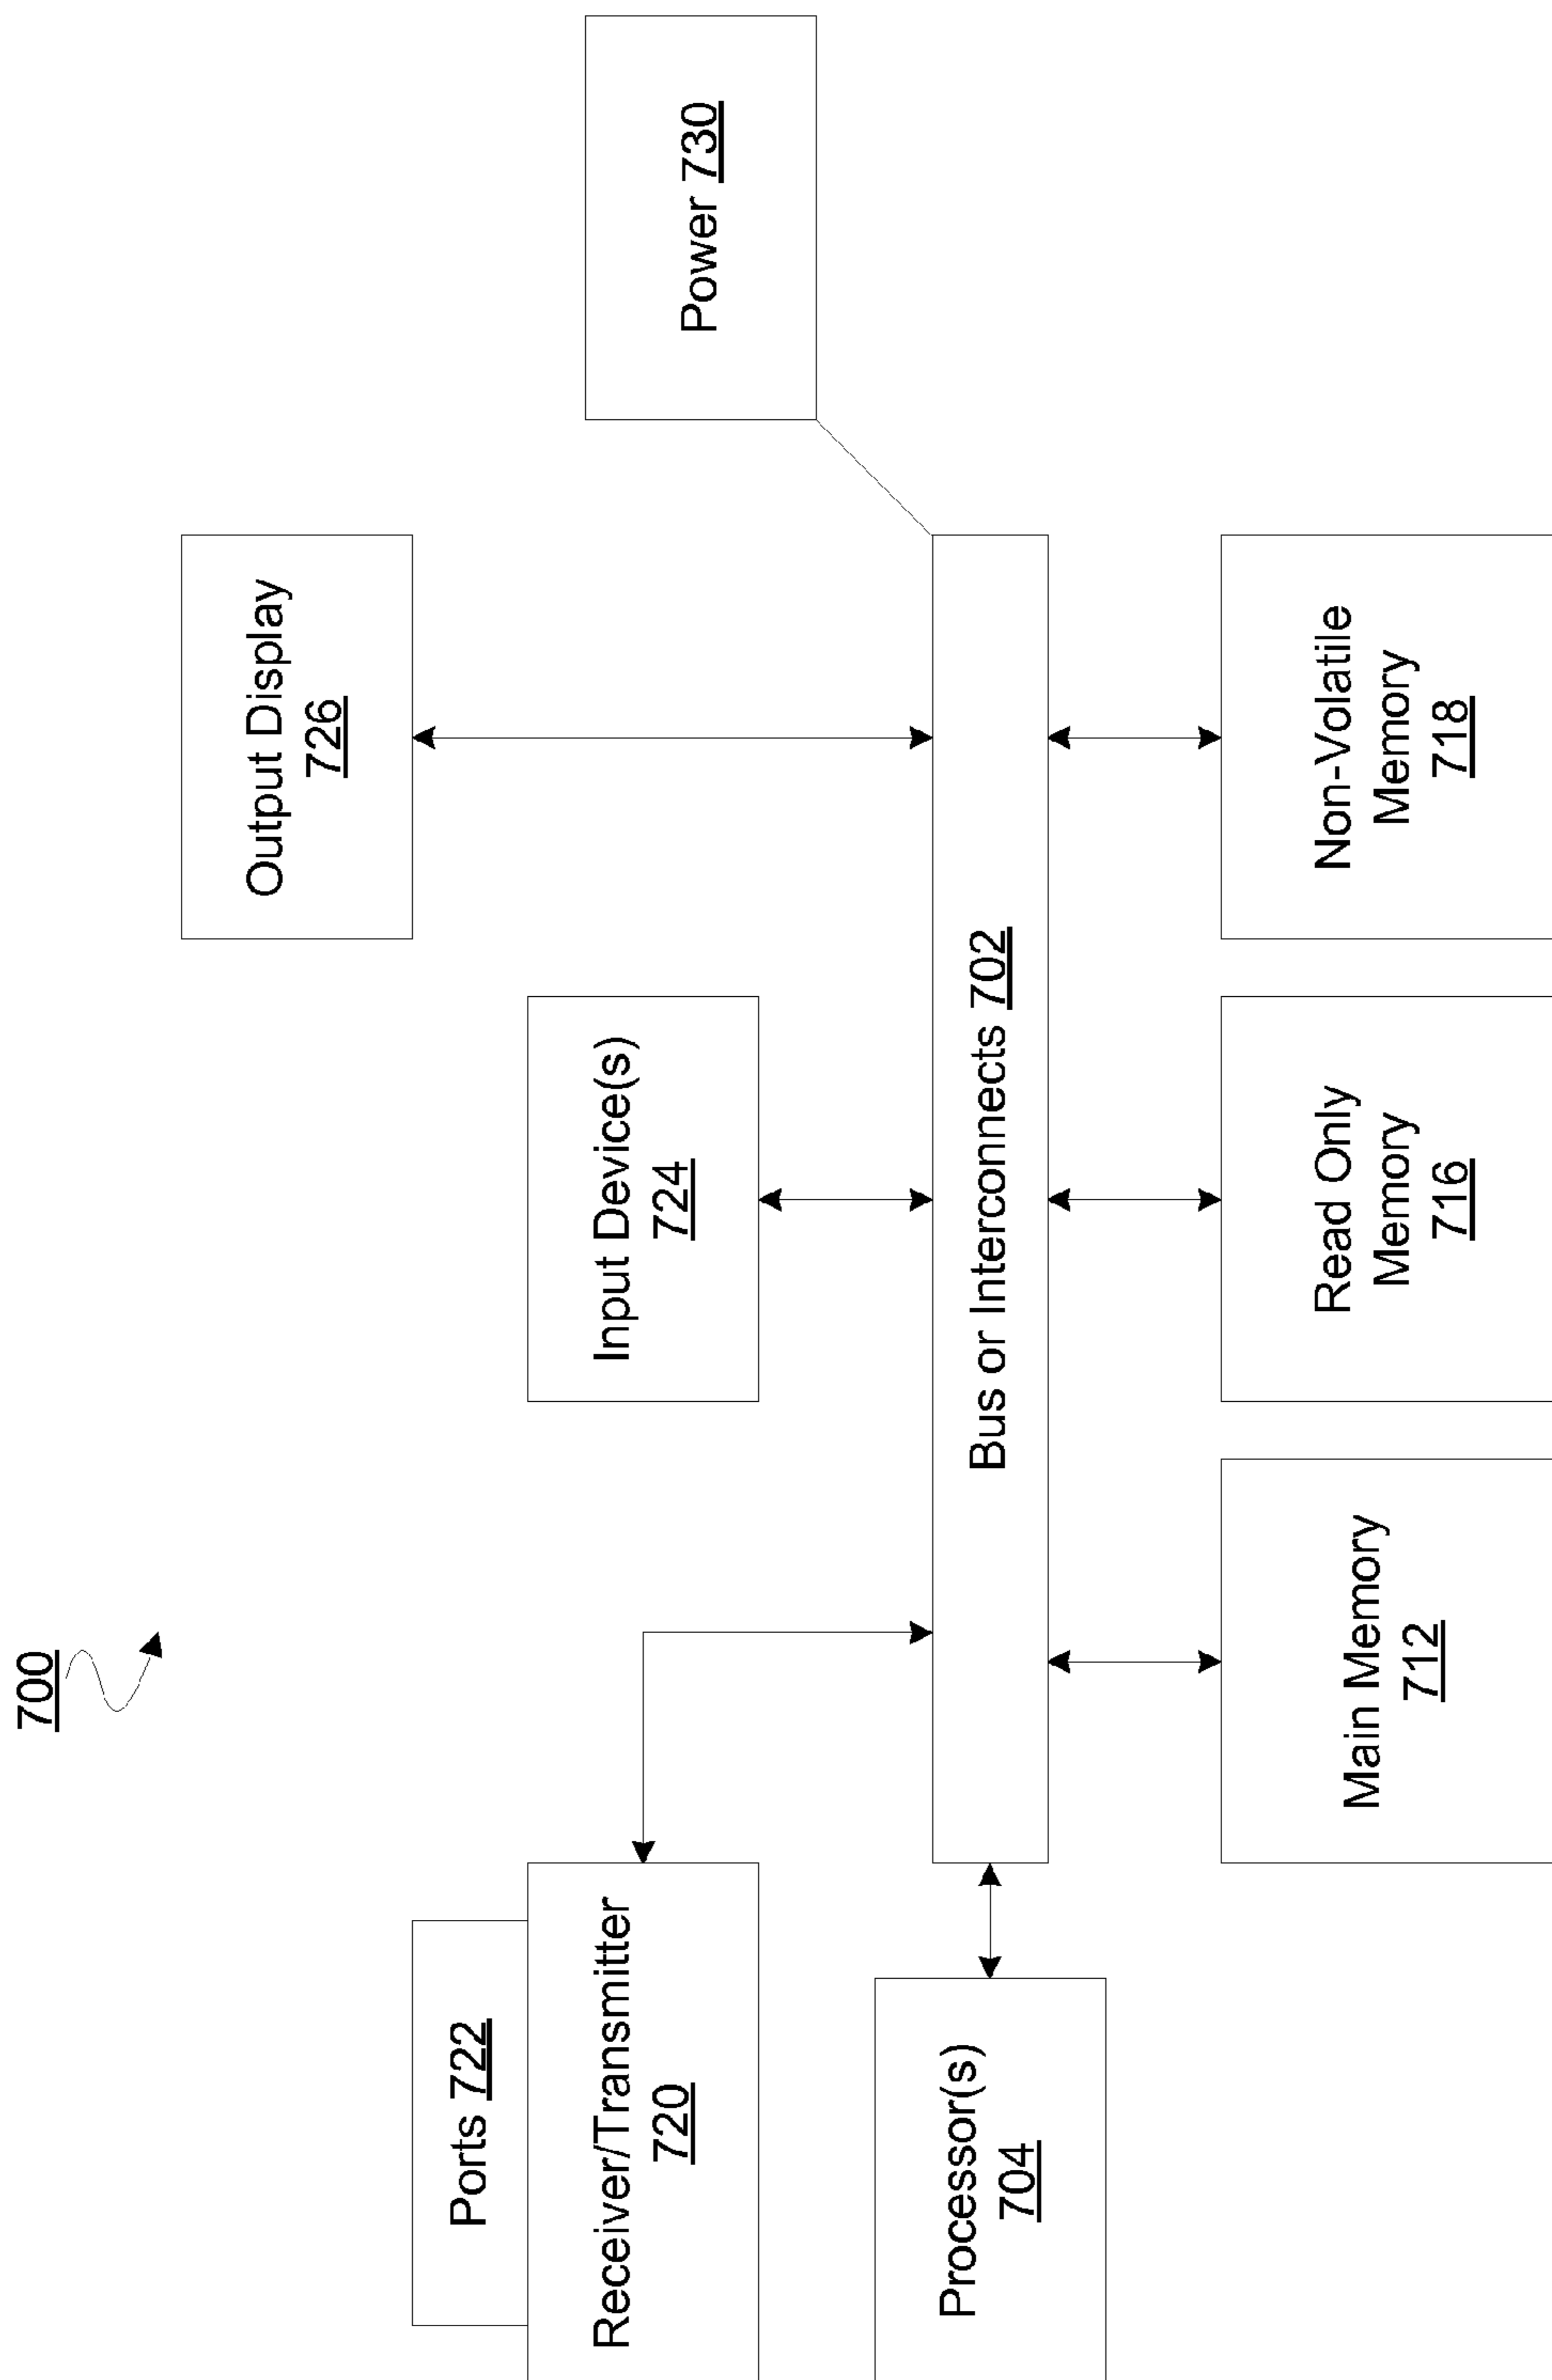 700
Output Display
726
Ports 722
Input Device(s)
724
Receiver/Transmitter
720
Power 730
Bus or Interconnects 702
Processor(s)
704
Main Memory
712
Read Only
Memory
716
Non-Volatile
Memory
718